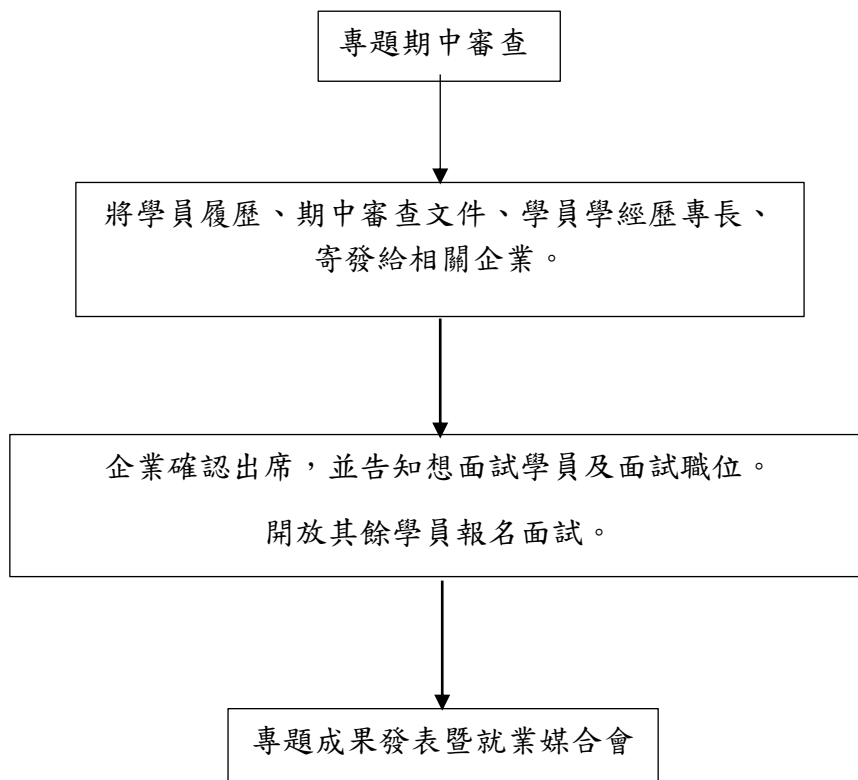 專題期中審查
將學員履歷、期中審查文件、學員學經歷專長、
寄發給相關企業。
企業確認出席，並告知想面試學員及面試職位。
開放其餘學員報名面試。
專題成果發表暨就業媒合會